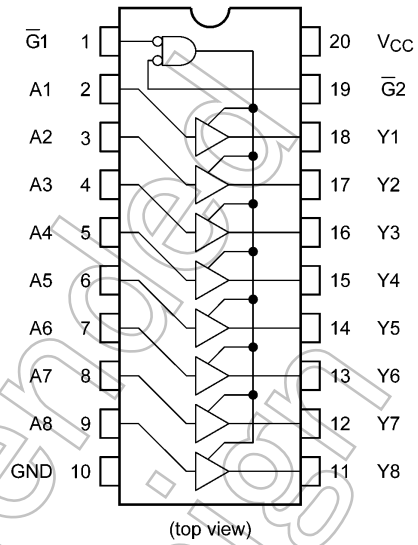 G̅1 1 20 VCC
A1 2 19 G̅2
A2 3 18 Y1
A3 4 17 Y2
A4 5 16 Y3
A5 6 15 Y4
A6 7 14 Y5
A7 8 13 Y6
A8 9 12 Y7
GND 10 11 Y8
(top view)